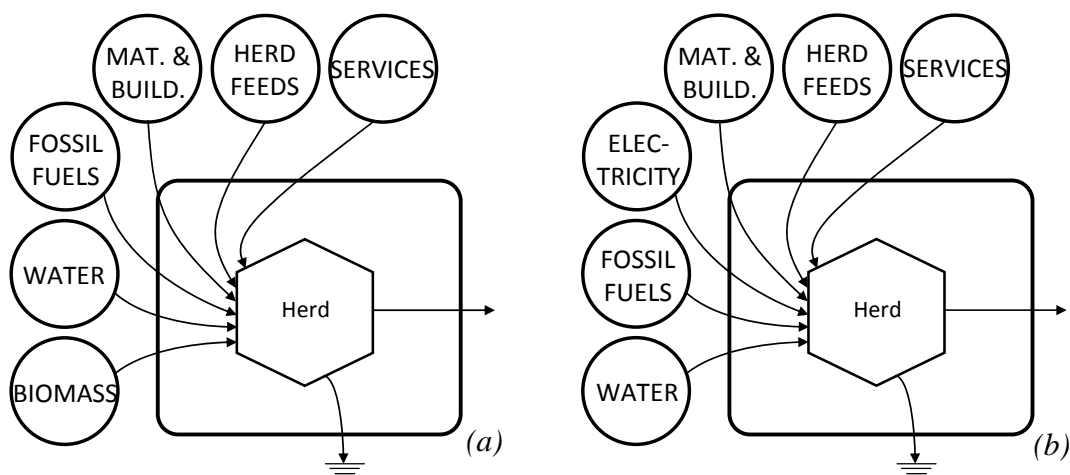 MAT. &
BUILD.
HERD
FEEDS
SERVICES
FOSSIL
FUELS
WATER
BIOMASS
Herd
(a)
MAT. &
BUILD.
HERD
FEEDS
SERVICES
ELEC-
TRICITY
FOSSIL
FUELS
WATER
Herd
(b)